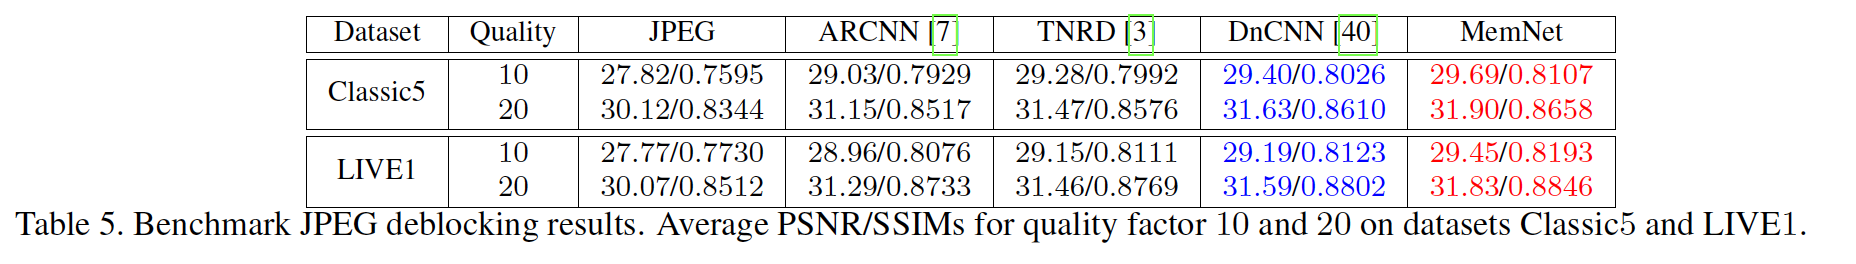 Dataset Quality JPEG ARCNN [7] TNRD [3] DnCNN [40] MemNet
Classic5 10 27.82/0.7595 29.03/0.7929 29.28/0.7992 29.40/0.8026 29.69/0.8107
20 30.12/0.8344 31.15/0.8517 31.47/0.8576 31.63/0.8610 31.90/0.8658
LIVE1 10 27.77/0.7730 28.96/0.8076 29.15/0.8111 29.19/0.8123 29.45/0.8193
20 30.07/0.8512 31.29/0.8733 31.46/0.8769 31.59/0.8802 31.83/0.8846
Table 5. Benchmark JPEG deblocking results. Average PSNR/SSIMs for quality factor 10 and 20 on datasets Classic5 and LIVE1.